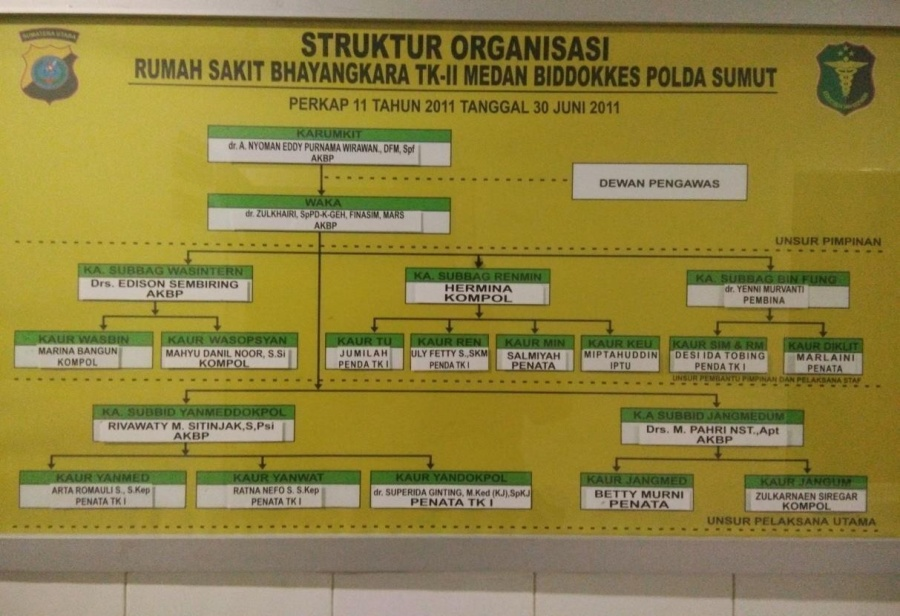 SUMATERA UTARA
STRUKTUR ORGANISASI
RUMAH SAKIT BHAYANGKARA TK-II MEDAN BIDDOKKES POLDA SUMUT
PERKAP 11 TAHUN 2011 TANGGAL 30 JUNI 2011
KARUMKIT
dr. A. NYOMAN EDDY PURNAMA WIRAWAN., DFM, Spf
AKBP
DEWAN PENGAWAS
WAKA
dr. ZULKHAIRI, SpPD-K-GEH, FINASIM, MARS
AKBP
UNSUR PIMPINAN
KA. SUBBAG WASINTERN
Drs. EDISON SEMBIRING
AKBP
KA. SUBBAG RENMIN
HERMINA
KOMPOL
KA. SUBBAG BIN FUNG
dr. YENNI MURVANTI
PEMBINA
KAUR WASBIN
MARINA BANGUN
KOMPOL
KAUR WASOPSYAN
MAHYU DANIL NOOR, S.Si
KOMPOL
KAUR TU
JUMILAH
PENDA TK I
KAUR REN
ULY FETTY S.,SKM
PENDA TK I
KAUR MIN
SALMIYAH
PENATA
KAUR KEU
MIPTAHUDDIN
IPTU
KAUR SIM & RM
DESI IDA TOBING
PENDA TK I
KAUR DIKLIT
MARLAINI
PENATA
UNSUR PEMBANTU PIMPINAN DAN PELAKSANA STAF
KA. SUBBID YANMEDDOKPOL
RIVAWATY M. SITINJAK,S,Psi
AKBP
K.A SUBBID JANGMEDUM
Drs. M. PAHRI NST.,Apt
AKBP
KAUR YANMED
ARTA ROMAULI S., S.Kep
PENATA TK I
KAUR YANWAT
RATNA NEFO S. S.Kep
PENATA TK I
KAUR YANDOKPOL
dr. SUPERIDA GINTING, M.Ked (KJ),SpKJ
PENATA TK I
KAUR JANGMED
BETTY MURNI
PENATA
KAUR JANGUM
ZULKARNAEN SIREGAR
KOMPOL
UNSUR PELAKSANA UTAMA